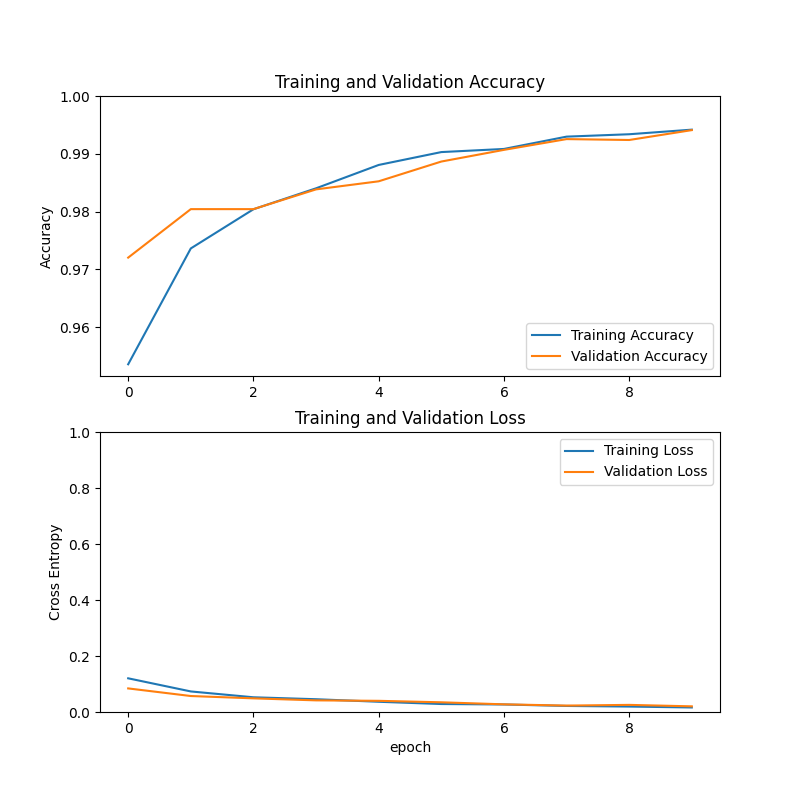 Training and Validation Accuracy
1.00
0.99
0.98
0.97
0.96
Accuracy
Training Accuracy
Validation Accuracy
0 2 4 6 8
Training and Validation Loss
1.0
0.8
0.6
0.4
0.2
0.0
Cross Entropy
Training Loss
Validation Loss
0 2 4 6 8
epoch